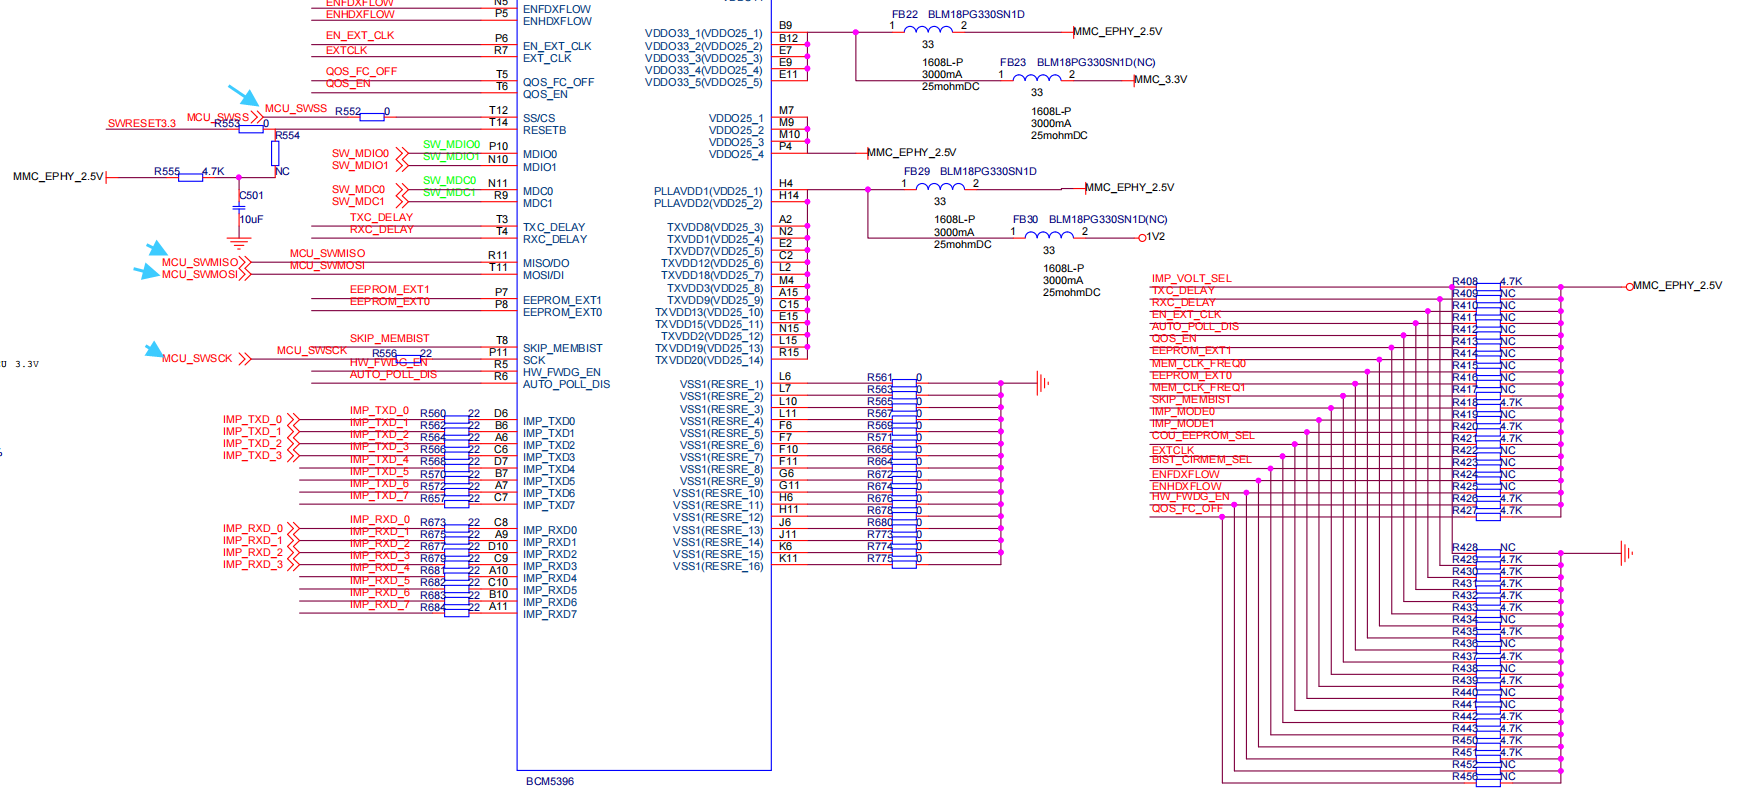 ENFDXFLOW N5 ENFDXFLOW
ENHDXFLOW P5 ENHDXFLOW
EN_EXT_CLK P6 EN_EXT_CLK
EXTCLK R7 EXT_CLK
QOS_FC_OFF T5 QOS_FC_OFF
QOS_EN T6 QOS_EN
MCU_SWSS MCU_SWSS R552 0 T12 SS/CS
SWRESET3.3 R553 0 T14 RESETB
R554
NC
MMC_EPHY_2.5V R555 4.7K
C501
10uF
SW_MDIO0 SW_MDIO0 P10 MDIO0
SW_MDIO1 SW_MDIO1 N10 MDIO1
SW_MDC0 SW_MDC0 N11 MDC0
SW_MDC1 SW_MDC1 R9 MDC1
TXC_DELAY T3 TXC_DELAY
RXC_DELAY T4 RXC_DELAY
MCU_SWMISO MCU_SWMISO R11 MISO/DO
MCU_SWMOSI MCU_SWMOSI T11 MOSI/DI
EEPROM_EXT1 P7 EEPROM_EXT1
EEPROM_EXT0 P8 EEPROM_EXT0
SKIP_MEMBIST T8 SKIP_MEMBIST
3.3V
MCU_SWSCK MCU_SWSCK R556 22 P11 SCK
HW_FWDG_EN R5 HW_FWDG_EN
AUTO_POLL_DIS R6 AUTO_POLL_DIS
IMP_TXD_0 IMP_TXD_0 R560 22 D6 IMP_TXD0
IMP_TXD_1 IMP_TXD_1 R562 22 B6 IMP_TXD1
IMP_TXD_2 IMP_TXD_2 R564 22 A6 IMP_TXD2
IMP_TXD_3 IMP_TXD_3 R566 22 C6 IMP_TXD3
IMP_TXD_4 R568 22 D7 IMP_TXD4
IMP_TXD_5 R570 22 B7 IMP_TXD5
IMP_TXD_6 R572 22 A7 IMP_TXD6
IMP_TXD_7 R657 22 C7 IMP_TXD7
IMP_RXD_0 IMP_RXD_0 R673 22 C8 IMP_RXD0
IMP_RXD_1 IMP_RXD_1 R675 22 A9 IMP_RXD1
IMP_RXD_2 IMP_RXD_2 R677 22 D10 IMP_RXD2
IMP_RXD_3 IMP_RXD_3 R679 22 C9 IMP_RXD3
IMP_RXD_4 R681 22 A10 IMP_RXD4
IMP_RXD_5 R682 22 C10 IMP_RXD5
IMP_RXD_6 R683 22 B10 IMP_RXD6
IMP_RXD_7 R684 22 A11 IMP_RXD7
BCM5396
VDDO33_1(VDDO25_1) B9
VDDO33_2(VDDO25_2) B12
VDDO33_3(VDDO25_3) E7
VDDO33_4(VDDO25_4) E9
VDDO33_5(VDDO25_5) E11
FB22 BLM18PG330SN1D
1 2 MMC_EPHY_2.5V
33
1608L-P
3000mA
25mohmDC
FB23 BLM18PG330SN1D(NC)
1 2 MMC_3.3V
33
1608L-P
3000mA
25mohmDC
VDDO25_1 M7
VDDO25_2 M9
VDDO25_3 M10
VDDO25_4 P4 MMC_EPHY_2.5V
PLLAVDD1(VDD25_1) H4
PLLAVDD2(VDD25_2) H14
FB29 BLM18PG330SN1D
1 2 MMC_EPHY_2.5V
33
1608L-P
3000mA
25mohmDC
FB30 BLM18PG330SN1D(NC)
1 2 1V2
33
1608L-P
3000mA
25mohmDC
TXVDD8(VDD25_3) A2
TXVDD1(VDD25_4) N2
TXVDD7(VDD25_5) E2
TXVDD12(VDD25_6) C2
TXVDD18(VDD25_7) L2
TXVDD3(VDD25_8) M4
TXVDD9(VDD25_9) A15
TXVDD13(VDD25_10) C15
TXVDD15(VDD25_11) E15
TXVDD2(VDD25_12) N15
TXVDD19(VDD25_13) L15
TXVDD20(VDD25_14) R15
VSS1(RESRE_1) L6 R561 0
VSS1(RESRE_2) L7 R563 0
VSS1(RESRE_3) L10 R565 0
VSS1(RESRE_4) L11 R567 0
VSS1(RESRE_5) F6 R569 0
VSS1(RESRE_6) F7 R571 0
VSS1(RESRE_7) F10 R656 0
VSS1(RESRE_8) F11 R664 0
VSS1(RESRE_9) G6 R672 0
VSS1(RESRE_10) G11 R674 0
VSS1(RESRE_11) H6 R676 0
VSS1(RESRE_12) H11 R678 0
VSS1(RESRE_13) J6 R680 0
VSS1(RESRE_14) J11 R773 0
VSS1(RESRE_15) K6 R774 0
VSS1(RESRE_16) K11 R775 0
IMP_VOLT_SEL R408 4.7K MMC_EPHY_2.5V
TXC_DELAY R409 NC
RXC_DELAY R410 NC
EN_EXT_CLK R411 NC
AUTO_POLL_DIS R412 NC
QOS_EN R413 NC
EEPROM_EXT1 R414 NC
MEM_CLK_FREQ0 R415 NC
EEPROM_EXT0 R416 NC
MEM_CLK_FREQ1 R417 NC
SKIP_MEMBIST R418 4.7K
IMP_MODE0 R419 NC
IMP_MODE1 R420 4.7K
COU_EEPROM_SEL R421 4.7K
EXTCLK R422 NC
BIST_CIRMEM_SEL R423 NC
ENFDXFLOW R424 NC
ENHDXFLOW R425 NC
HW_FWDG_EN R426 4.7K
QOS_FC_OFF R427 4.7K
R428 NC
R429 4.7K
R430 4.7K
R431 4.7K
R432 4.7K
R433 4.7K
R434 4.7K
R435 4.7K
R436 4.7K
R437 4.7K
R438 NC
R439 4.7K
R440 NC
R441 NC
R442 4.7K
R443 4.7K
R450 4.7K
R451 4.7K
R452 NC
R456 NC